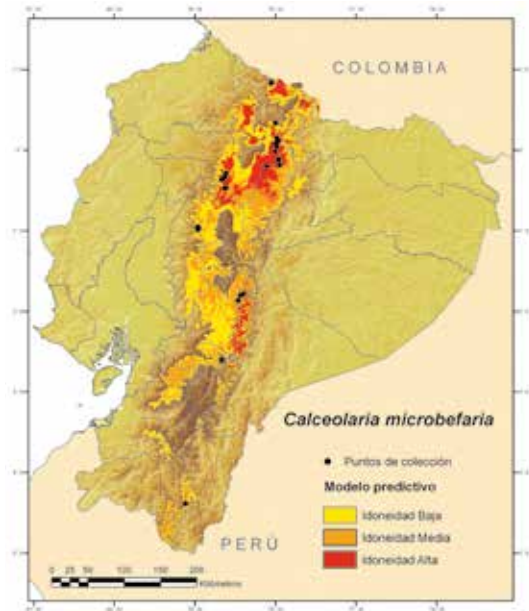 COLOMBIA
Calceolaria microbefaria
Puntos de colección
Modelo predictivo
Idoneidad Baja
Idoneidad Media
Idoneidad Alta
PERÚ
0 25 50 100 150 200
Kilómetros